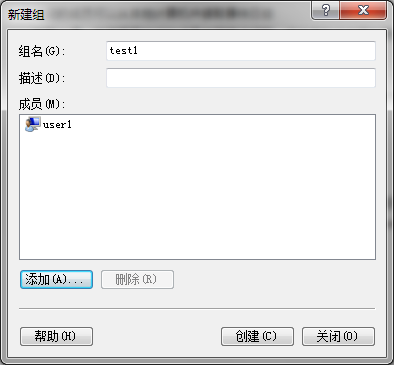 新建组
组名(G):
test1
描述(D):
成员(M):
user1
添加(A)...
删除(R)
帮助(H)
创建(C)
关闭(O)